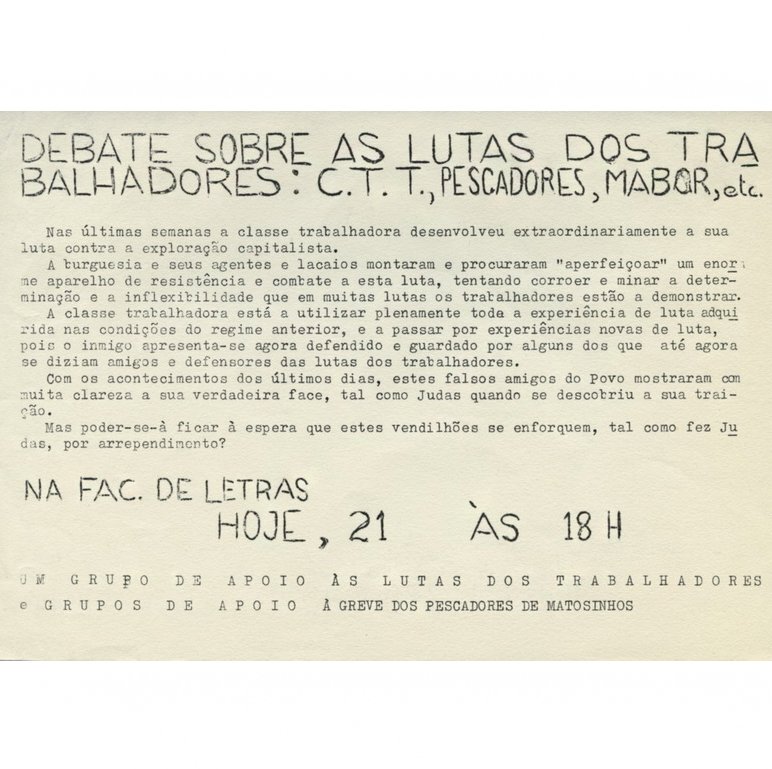 DEBATE SOBRE AS LUTAS DOS TRA
BALHADORES: C.T.T., PESCADORES, MABOR, etc.
Nas últimas semanas a classe trabalhadora desenvolveu extraordinariamente a sua
luta contra a exploração capitalista.
A burguesia e seus agentes e lacaios montaram e procuraram "aperfeiçoar" um enor
me aparelho de resistência e combate a esta luta, tentando corroer e minar a deter-
minação e a inflexibilidade que em muitas lutas os trabalhadores estão a demonstrar.
A classe trabalhadora está a utilizar plenamente toda a experiência de luta adqui
rida nas condições do regime anterior, e a passar por experiências novas de luta,
pois o inmigo apresenta-se agora defendido e guardado por alguns dos que até agora
se diziam amigos e defensores das lutas dos trabalhadores.
Com os acontecimentos dos últimos dias, estes falsos amigos do Povo mostraram com
muita clareza a sua verdadeira face, tal como Judas quando se descobriu a sua trai-
ção.
Mas poder-se-à ficar à espera que estes vendilhões se enforquem, tal como fez Ju
das, por arrependimento?
NA FAC. DE LETRAS
HOJE, 21 ÀS 18 H
UM GRUPO DE APOIO ÀS LUTAS DOS TRABALHADORES
e GRUPOS DE APOIO À GREVE DOS PESCADORES DE MATOSINHOS